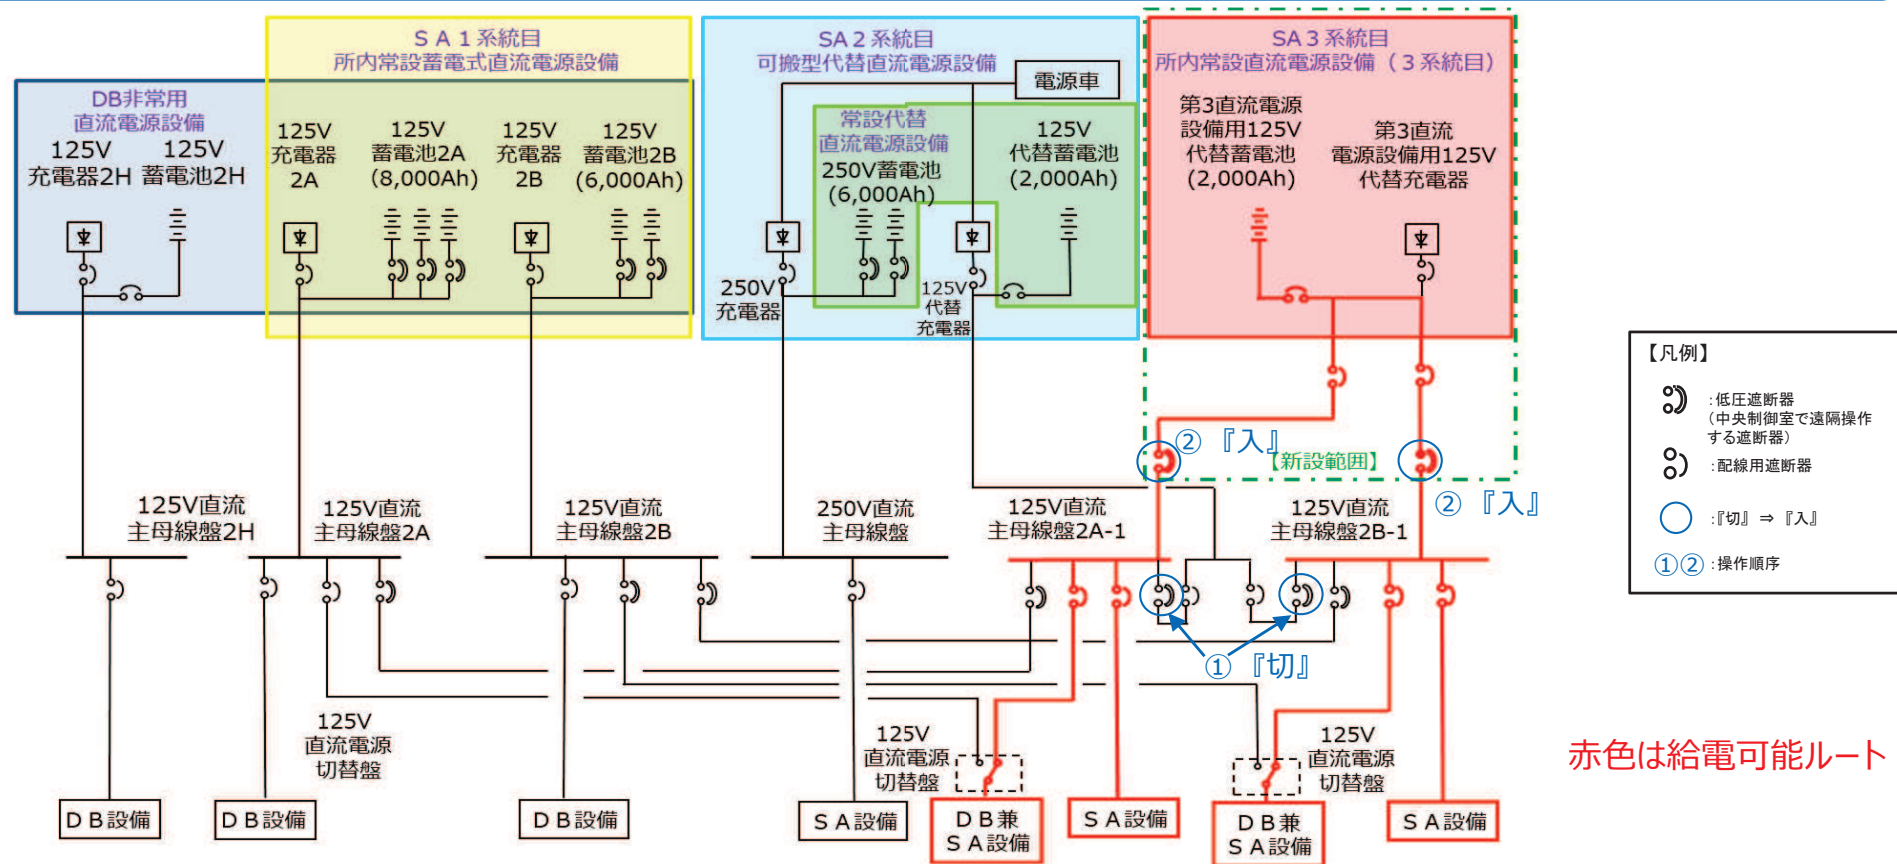 SA1系統目
所内常設蓄電式直流電源設備
SA2系統目
可搬型代替直流電源設備
SA3系統目
所内常設直流電源設備（3系統目）
電源車
DB非常用
直流電源設備
125V
充電器2H
125V
蓄電池2H
125V
充電器
2A
125V
蓄電池2A
(8,000Ah)
125V
充電器
2B
125V
蓄電池2B
(6,000Ah)
常設代替
直流電源設備
250V蓄電池
(6,000Ah)
125V
代替蓄電池
(2,000Ah)
第3直流電源
設備用125V
代替蓄電池
(2,000Ah)
第3直流
電源設備用125V
代替充電器
250V
充電器
125V
代替
充電器
【凡例】
:低圧遮断器
(中央制御室で遠隔操作
する遮断器)
:配線用遮断器
:『切』⇒『入』
①②:操作順序
②『入』
【新設範囲】
②『入』
125V直流
主母線盤2H
125V直流
主母線盤2A
125V直流
主母線盤2B
250V直流
主母線盤
125V直流
主母線盤2A-1
125V直流
主母線盤2B-1
①『切』
125V
直流電源
切替盤
125V
直流電源
切替盤
125V
直流電源
切替盤
赤色は給電可能ルート
DB設備
DB設備
DB設備
SA設備
DB兼
SA設備
SA設備
DB兼
SA設備
SA設備